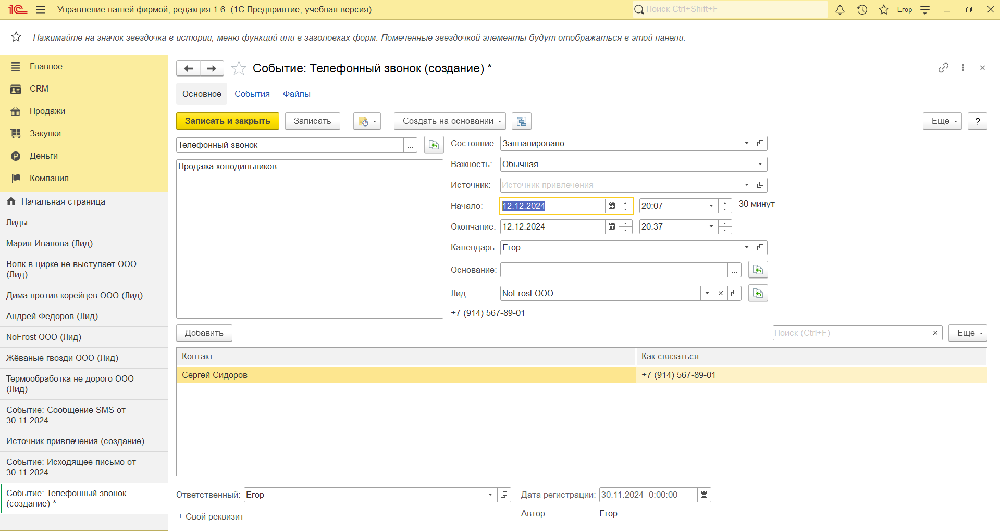 1С Управление нашей фирмой, редакция 1.6 (1С:Предприятие, учебная версия)
Поиск Ctrl+Shift+F
Егор
Нажимайте на значок звездочка в истории, меню функций или в заголовках форм. Помеченные звездочкой элементы будут отображаться в этой панели.
Главное
CRM
Продажи
Закупки
Деньги
Компания
Начальная страница
Лиды
Мария Иванова (Лид)
Волк в цирке не выступает ООО
(Лид)
Дима против корейцев ООО (Лид)
Андрей Федоров (Лид)
NoFrost ООО (Лид)
Жёваные гвозди ООО (Лид)
Термообработка не дорого ООО
(Лид)
Событие: Сообщение SMS от
30.11.2024
Источник привлечения (создание)
Событие: Исходящее письмо от
30.11.2024
Событие: Телефонный звонок
(создание) *
Событие: Телефонный звонок (создание) *
Основное События Файлы
Записать и закрыть Записать Создать на основании Еще ?
Телефонный звонок ...
Продажа холодильников
Состояние: Запланировано
Важность: Обычная
Источник: Источник привлечения
Начало: 12.12.2024 20:07 30 минут
Окончание: 12.12.2024 20:37
Календарь: Егор
Основание: ...
Лид: NoFrost ООО
+7 (914) 567-89-01
Добавить Поиск (Ctrl+F) × Еще
Контакт Как связаться
Сергей Сидоров +7 (914) 567-89-01
Ответственный: Егор Дата регистрации: 30.11.2024 0:00:00
+ Свой реквизит Автор: Егор